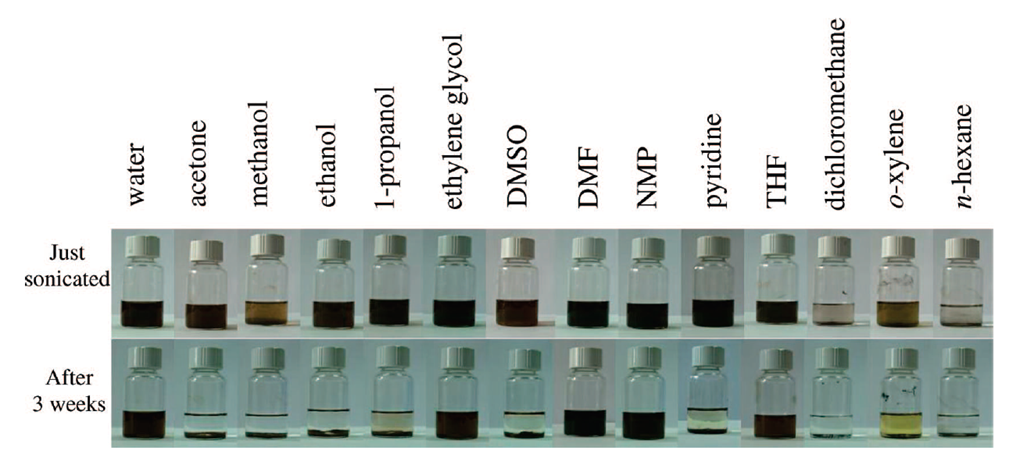 water
acetone
methanol
ethanol
1-propanol
ethylene glycol
DMSO
DMF
NMP
pyridine
THF
dichloromethane
o-xylene
n-hexane
Just
sonicated
After
3 weeks